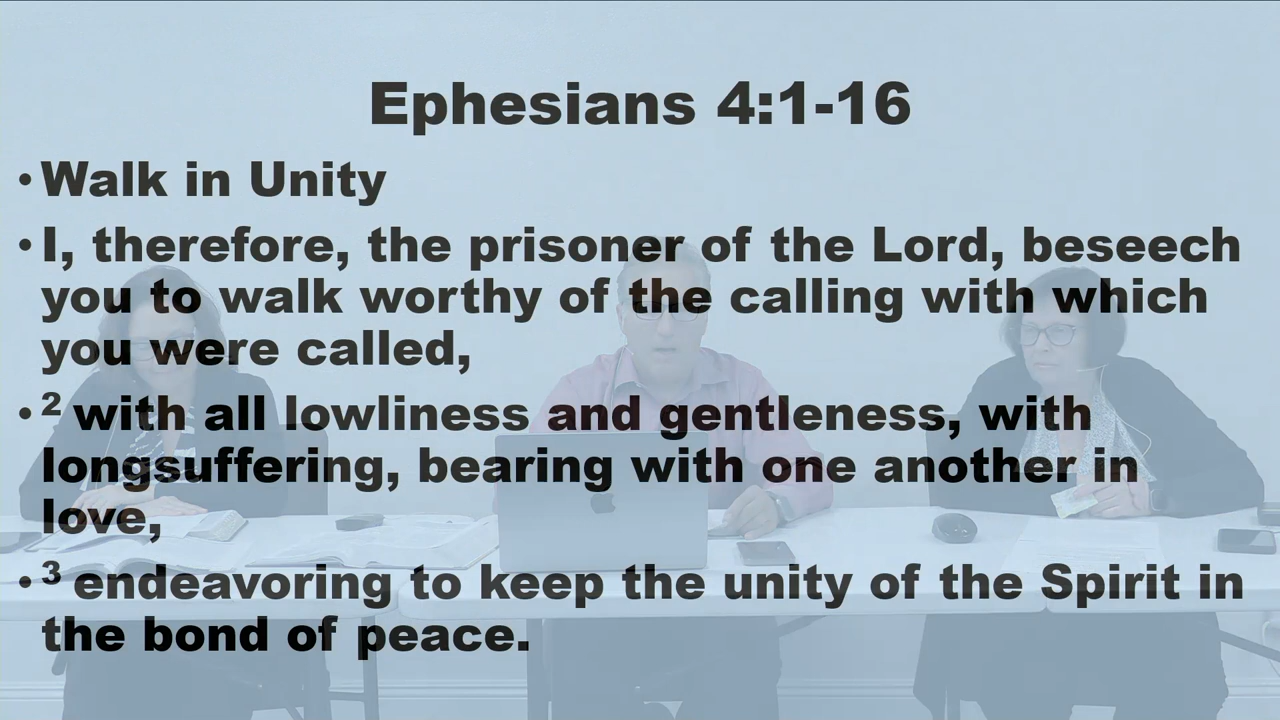 Ephesians 4:1-16
• Walk in Unity
• I, therefore, the prisoner of the Lord, beseech
you to walk worthy of the calling with which
you were called,
• 2 with all lowliness and gentleness, with
longsuffering, bearing with one another in
love,
• 3 endeavoring to keep the unity of the Spirit in
the bond of peace.